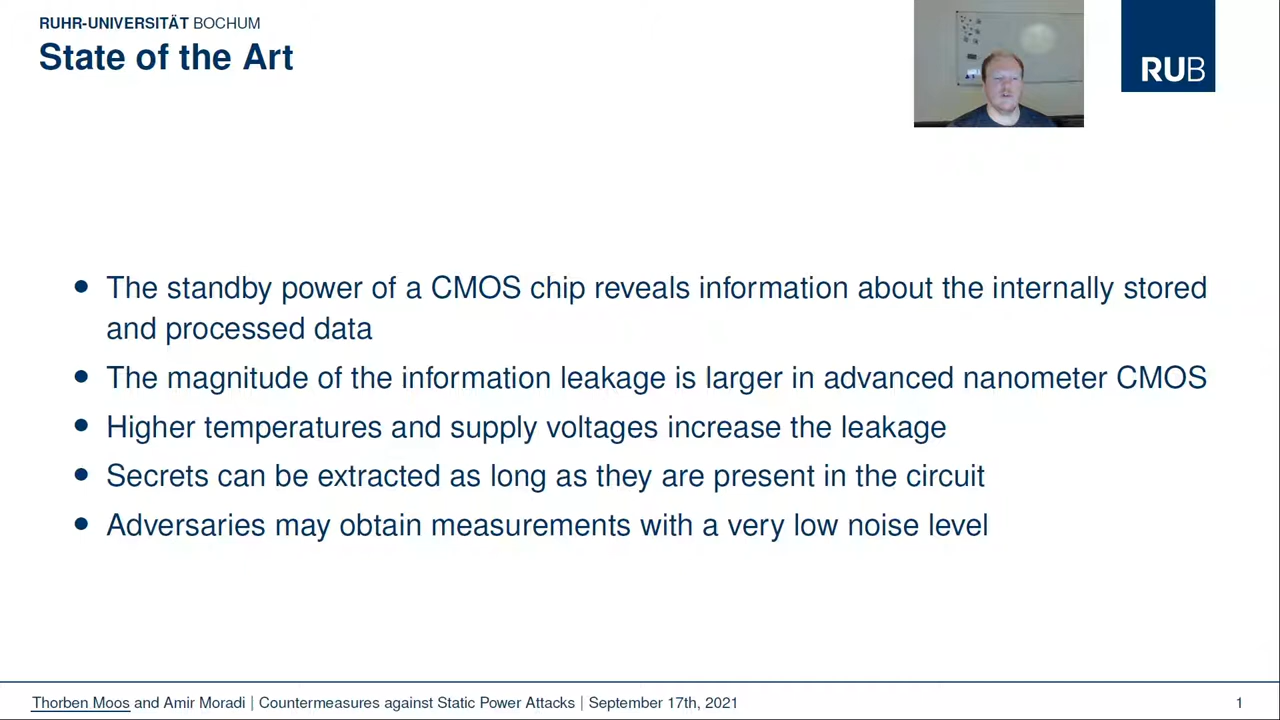 RUHR-UNIVERSITÄT BOCHUM
State of the Art
RUB
• The standby power of a CMOS chip reveals information about the internally stored
and processed data
• The magnitude of the information leakage is larger in advanced nanometer CMOS
• Higher temperatures and supply voltages increase the leakage
• Secrets can be extracted as long as they are present in the circuit
• Adversaries may obtain measurements with a very low noise level
Thorben Moos and Amir Moradi | Countermeasures against Static Power Attacks | September 17th, 2021
1